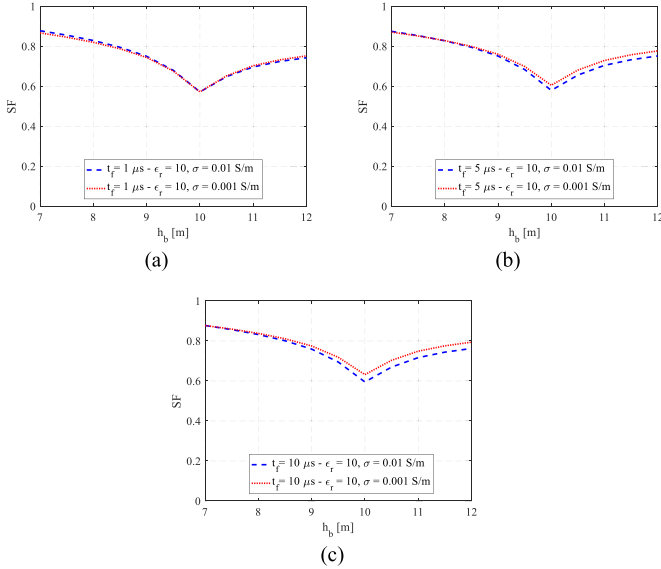 1
0.8
0.6
0.4
0.2
0
SF
t_f= 1 μs - ϵ_r = 10, σ = 0.01 S/m
t_f= 1 μs - ϵ_r = 10, σ = 0.001 S/m
7 8 9 10 11 12
h_b [m]
(a)
1
0.8
0.6
0.4
0.2
0
SF
t_f= 5 μs - ϵ_r = 10, σ = 0.01 S/m
t_f= 5 μs - ϵ_r = 10, σ = 0.001 S/m
7 8 9 10 11 12
h_b [m]
(b)
1
0.8
0.6
0.4
0.2
0
SF
t_f= 10 μs - ϵ_r = 10, σ = 0.01 S/m
t_f= 10 μs - ϵ_r = 10, σ = 0.001 S/m
7 8 9 10 11 12
h_b [m]
(c)